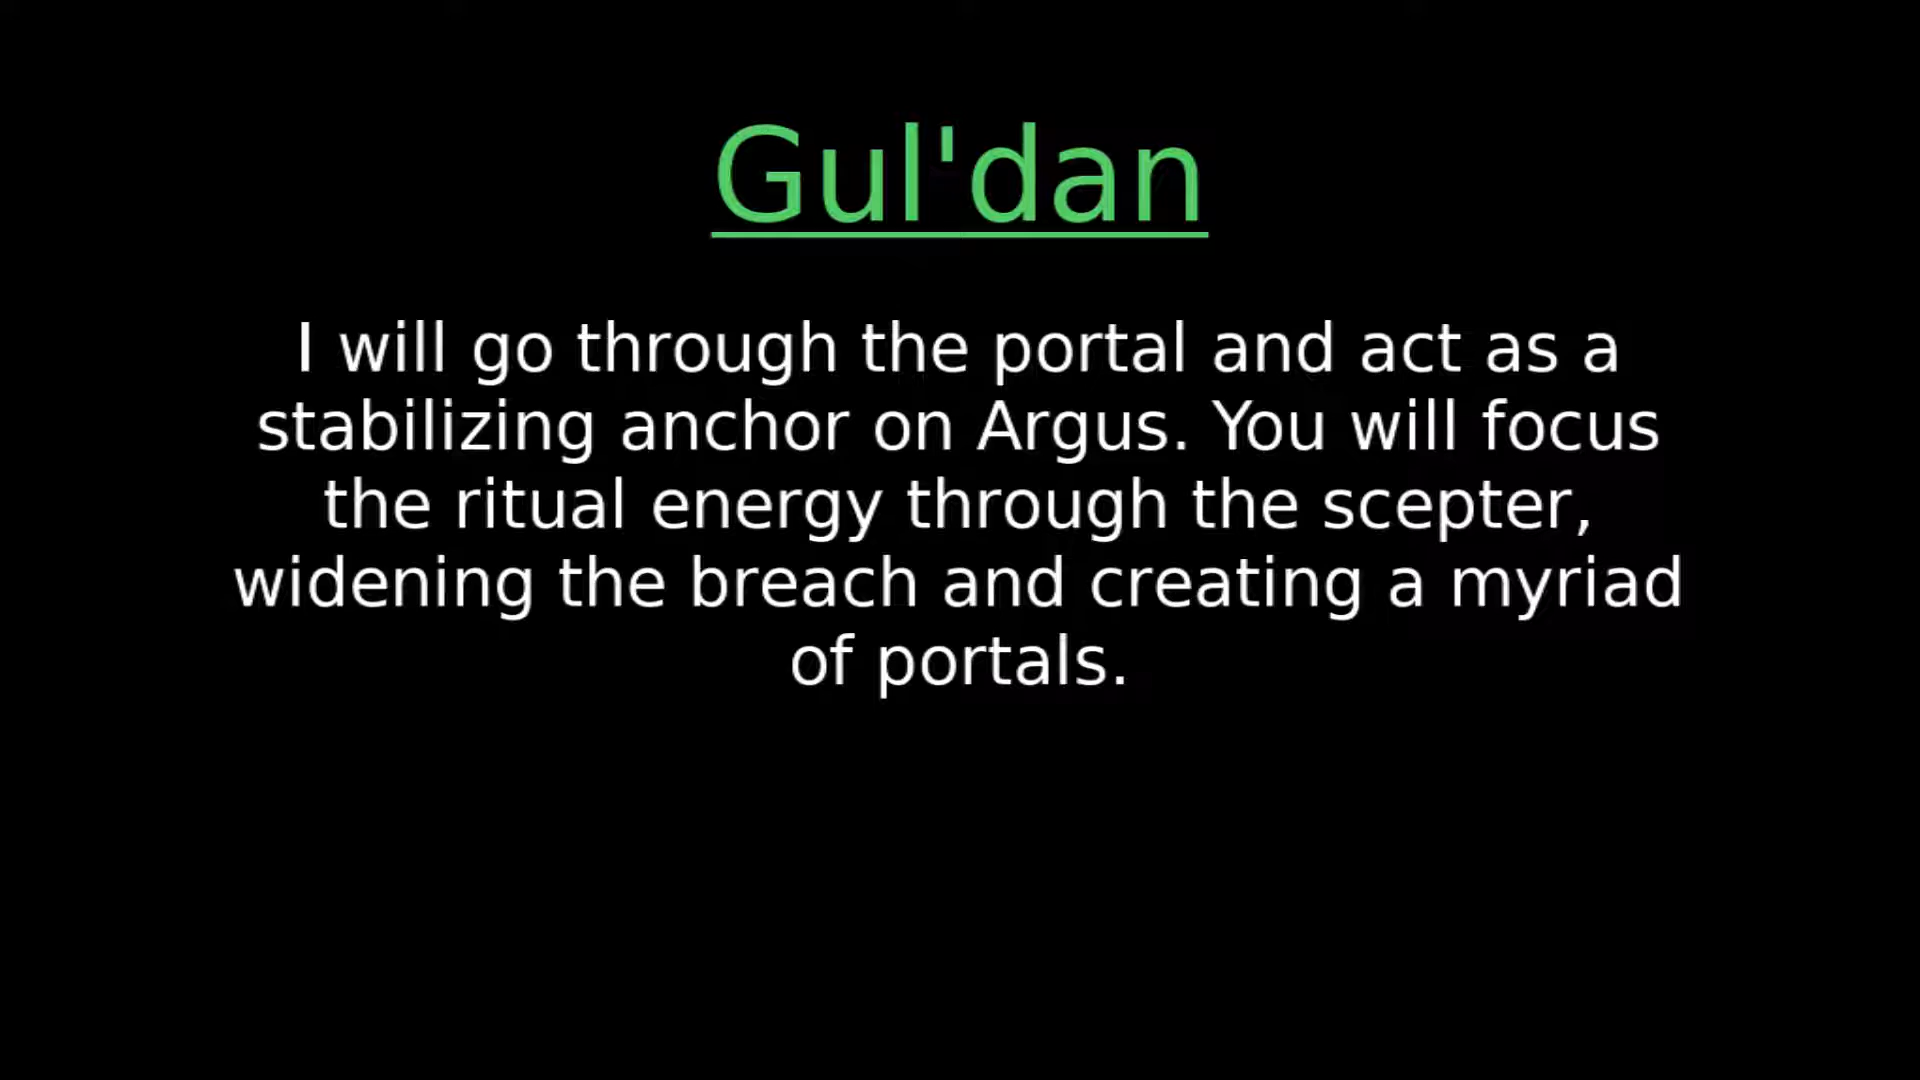 Gul'dan
I will go through the portal and act as a
stabilizing anchor on Argus. You will focus
the ritual energy through the scepter,
widening the breach and creating a myriad
of portals.